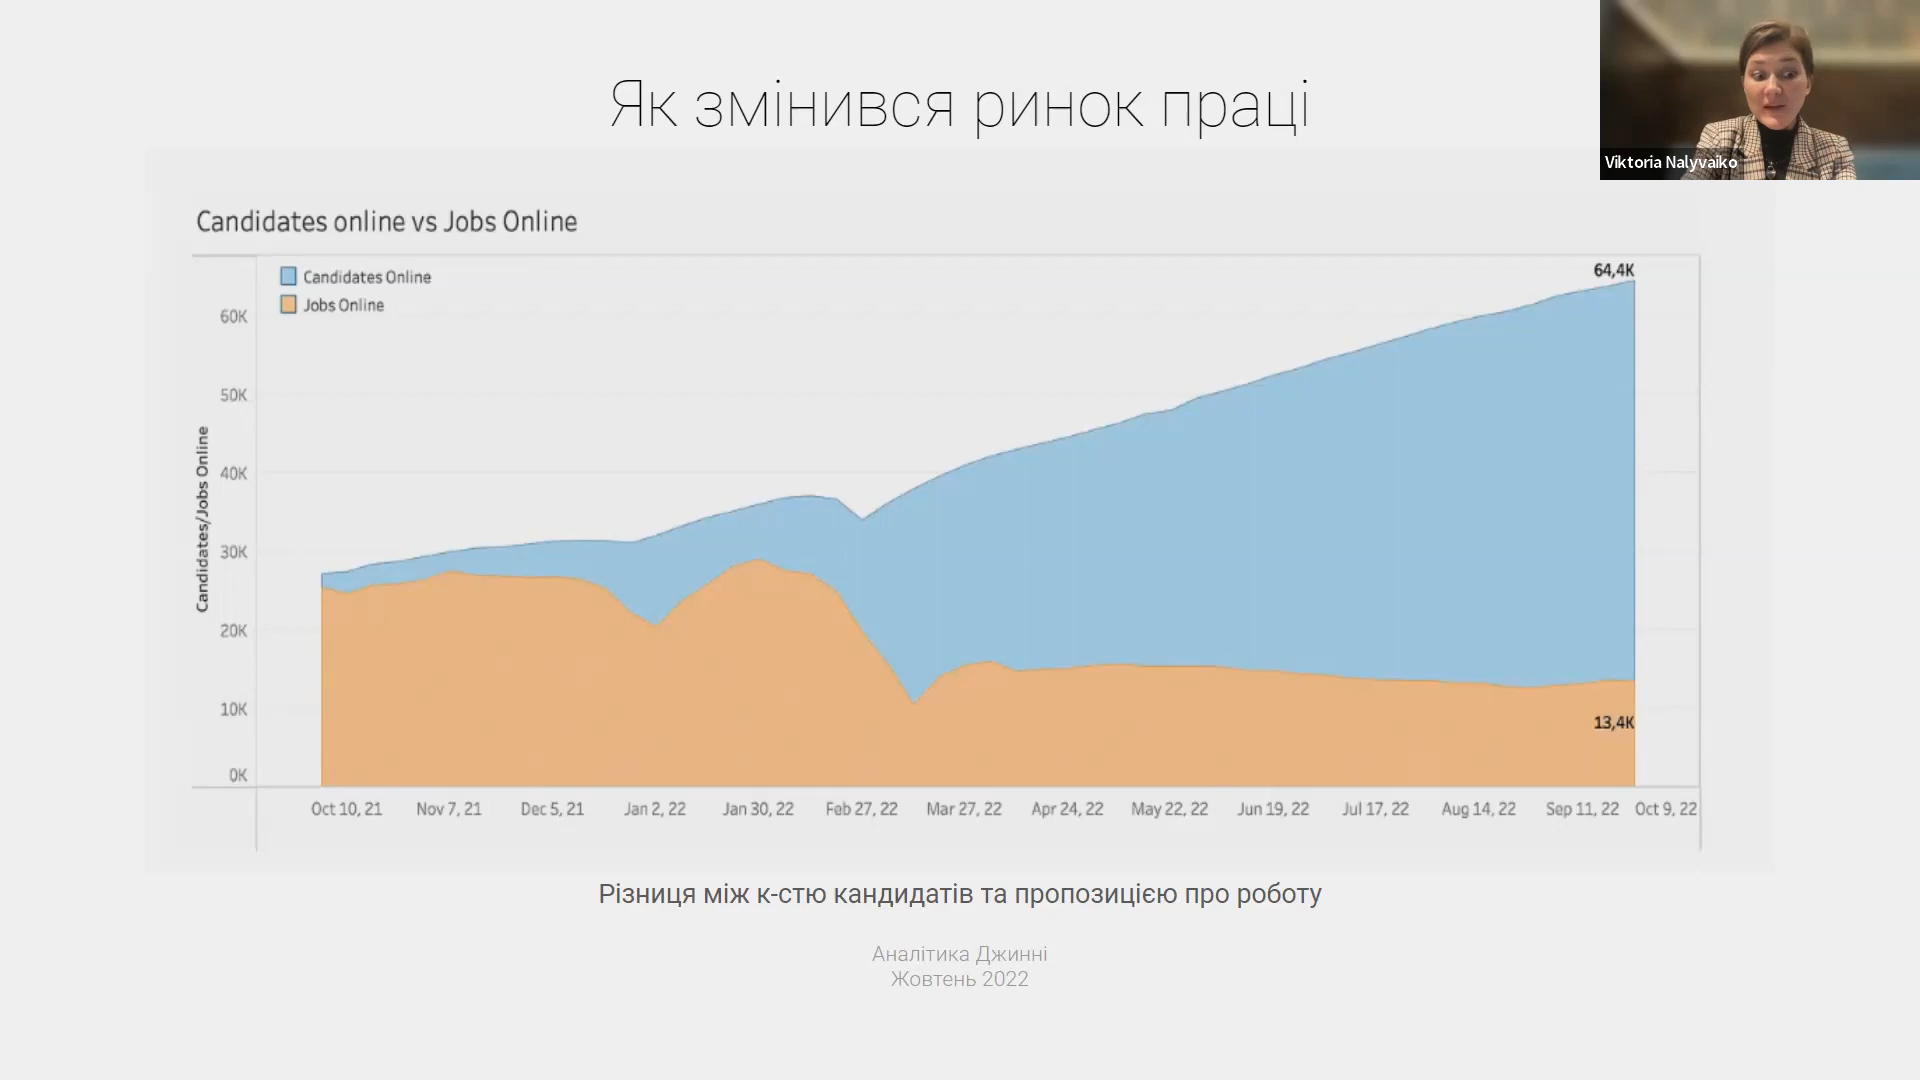 Як змінився ринок праці
Viktoria Nalyvaiko
Candidates online vs Jobs Online
Candidates Online
Jobs Online
64,4K
60K
50K
40K
30K
20K
10K
0K
Candidates/Jobs Online
13,4K
Oct 10, 21 Nov 7, 21 Dec 5, 21 Jan 2, 22 Jan 30, 22 Feb 27, 22 Mar 27, 22 Apr 24, 22 May 22, 22 Jun 19, 22 Jul 17, 22 Aug 14, 22 Sep 11, 22 Oct 9, 22
Різниця між к-стю кандидатів та пропозицією про роботу
Аналітика Джинні
Жовтень 2022